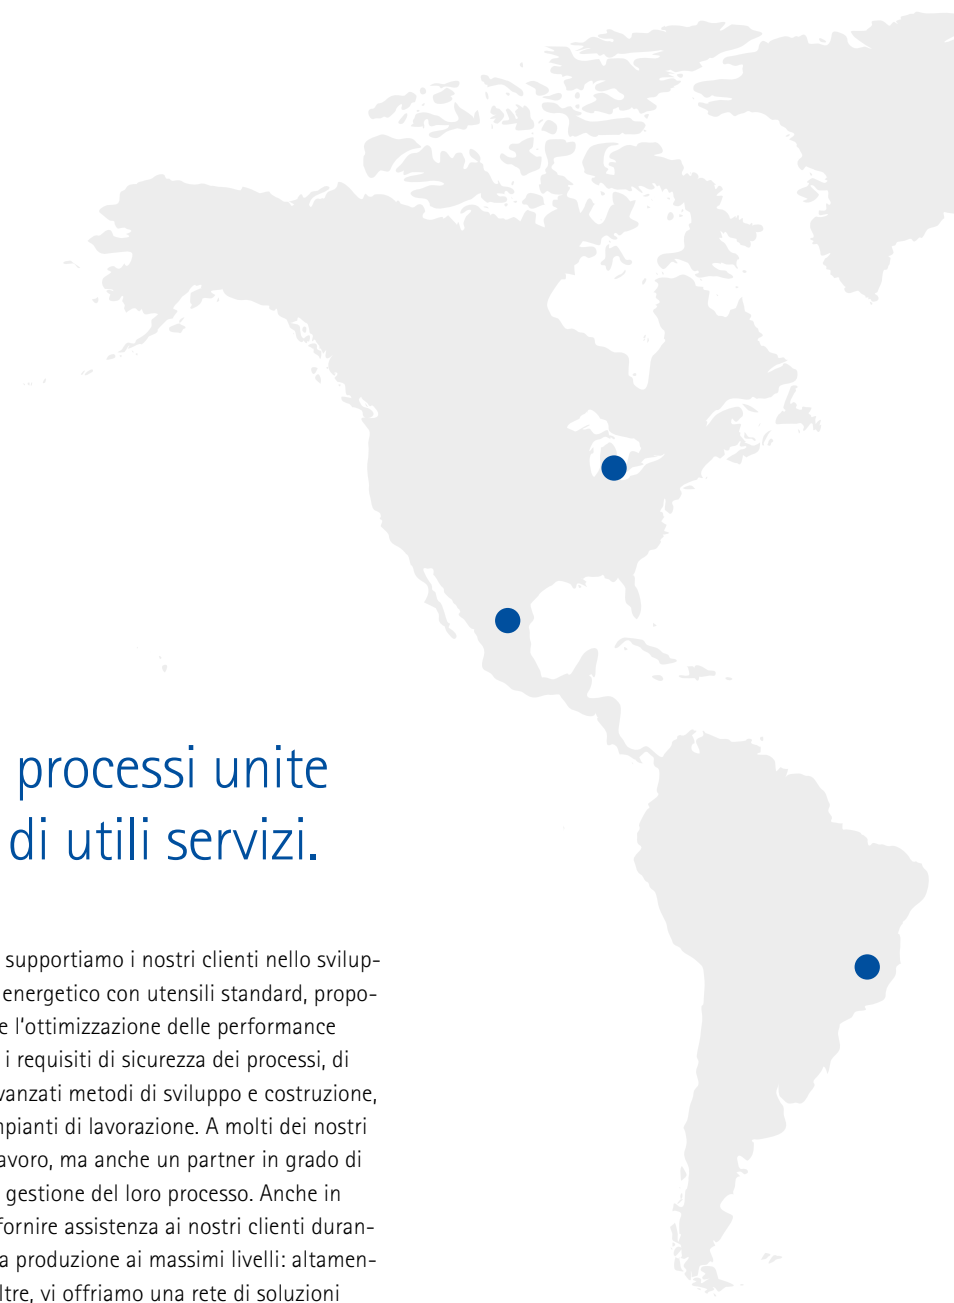 processi unite
di utili servizi.
supportiamo i nostri clienti nello svilup-
energetico con utensili standard, propo-
e l'ottimizzazione delle performance
i requisiti di sicurezza dei processi, di
vanzati metodi di sviluppo e costruzione,
npianti di lavorazione. A molti dei nostri
avoro, ma anche un partner in grado di
gestione del loro processo. Anche in
fornire assistenza ai nostri clienti duran-
a produzione ai massimi livelli: altamen-
ltre, vi offriamo una rete di soluzioni